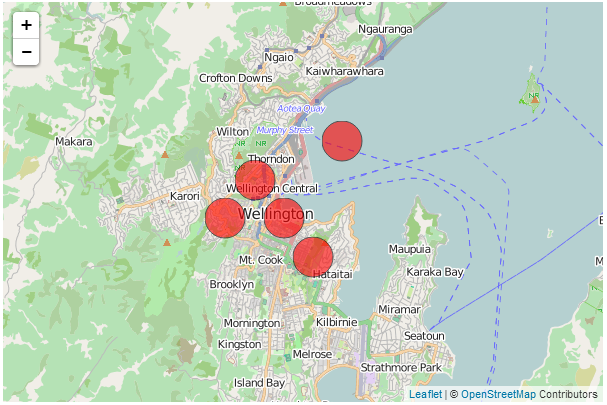 Broadmeadows
+
Ngauranga
−
Ngaio
Kaiwharawhara
Crofton Downs
NR
Aotea Quay
Wilton
Murphy Street
Makara
NR
Thorndon
Wellington Central
Karori
Wellington
Maupuia
Mt. Cook
Karaka Bay
Hataitai
Brooklyn
Miramar
Mornington
Kilbirnie
Seatoun
Kingston
Melrose
Strathmore Park
Island Bay
Leaflet | © OpenStreetMap Contributors